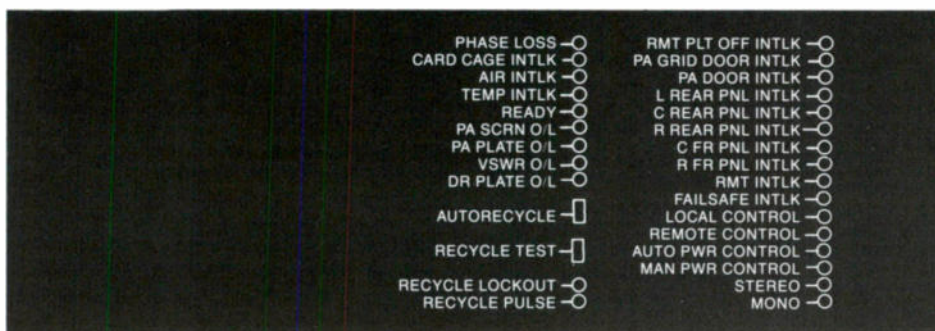 PHASE LOSS
CARD CAGE INTLK
AIR INTLK
TEMP INTLK
READY
PA SCRN O/L
PA PLATE O/L
VSWR O/L
DR PLATE O/L
AUTORECYCLE
RECYCLE TEST
RECYCLE LOCKOUT
RECYCLE PULSE
RMT PLT OFF INTLK
PA GRID DOOR INTLK
PA DOOR INTLK
L REAR PNL INTLK
C REAR PNL INTLK
R REAR PNL INTLK
C FR PNL INTLK
R FR PNL INTLK
RMT INTLK
FAILSAFE INTLK
LOCAL CONTROL
REMOTE CONTROL
AUTO PWR CONTROL
MAN PWR CONTROL
STEREO
MONO